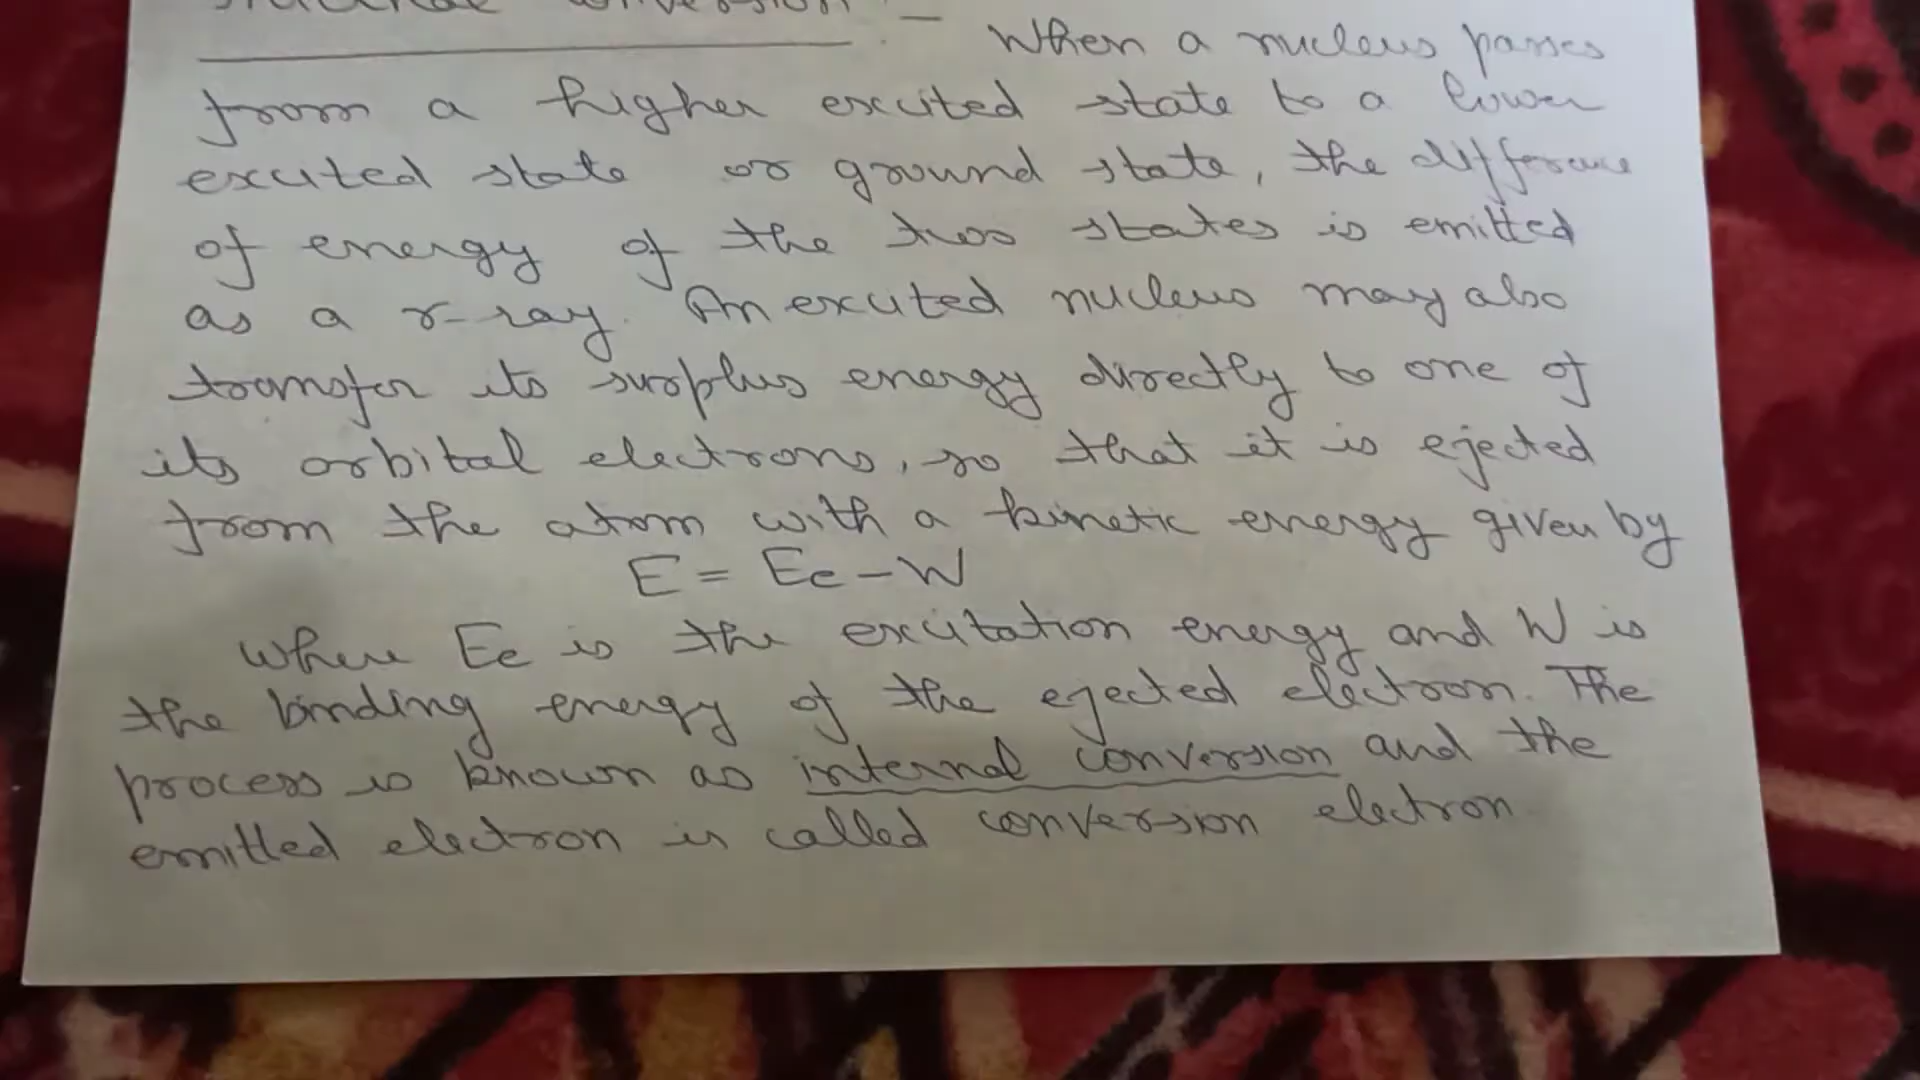 Internal conversion -
When a nucleus passes
from a higher excited state to a lower
excited state or ground state, the difference
of energy of the two states is emitted
as a γ-ray. An excited nucleus may also
transfer its surplus energy directly to one of
its orbital electrons, so that it is ejected
from the atom with a kinetic energy given by
E = Ee - W
where Ee is the excitation energy and W is
the binding energy of the ejected electron. The
process is known as internal conversion and the
emitted electron is called conversion electron